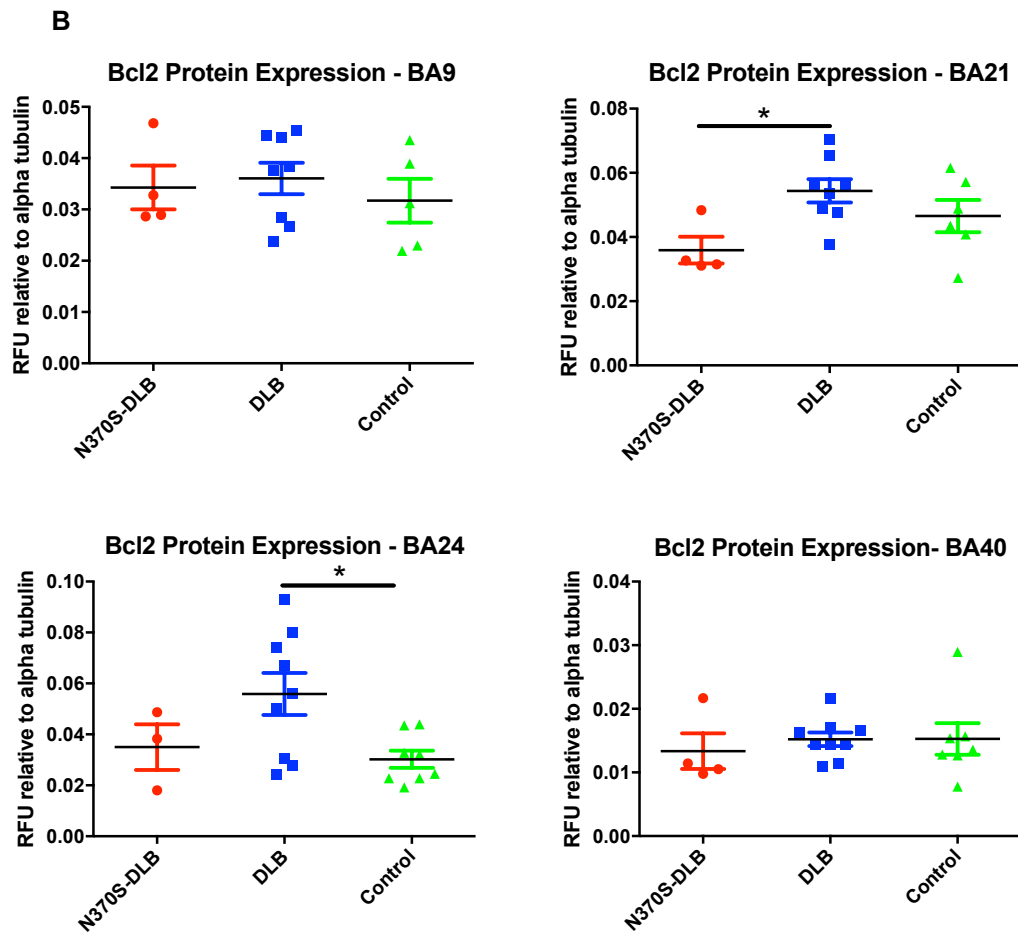 B
Bcl2 Protein Expression - BA9
RFU relative to alpha tubulin
0.05
0.04
0.03
0.02
0.01
0.00
N370S-DLB
DLB
Control
Bcl2 Protein Expression - BA21
RFU relative to alpha tubulin
0.08
0.06
0.04
0.02
0.00
*
N370S-DLB
DLB
Control
Bcl2 Protein Expression - BA24
RFU relative to alpha tubulin
0.10
0.08
0.06
0.04
0.02
0.00
*
N370S-DLB
DLB
Control
Bcl2 Protein Expression- BA40
RFU relative to alpha tubulin
0.04
0.03
0.02
0.01
0.00
N370S-DLB
DLB
Control